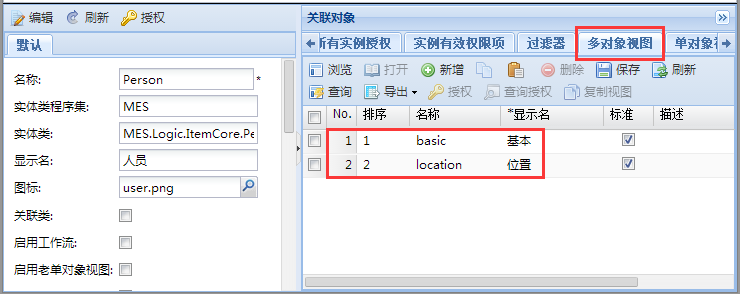 编辑 刷新 授权
默认
名称: Person *
实体类程序集: MES
实体类: MES.Logic.ItemCore.Pe
显示名: 人员
图标: user.png
关联类:
启用工作流:
启用老单对象视图:
关联对象
所有实例授权 实例有效权限项 过滤器 多对象视图 单对象
浏览 打开 新增 删除 保存 刷新
查询 导出 授权 查询授权 复制视图
No. 排序 名称 *显示名 标准 描述
1 1 basic 基本
2 2 location 位置